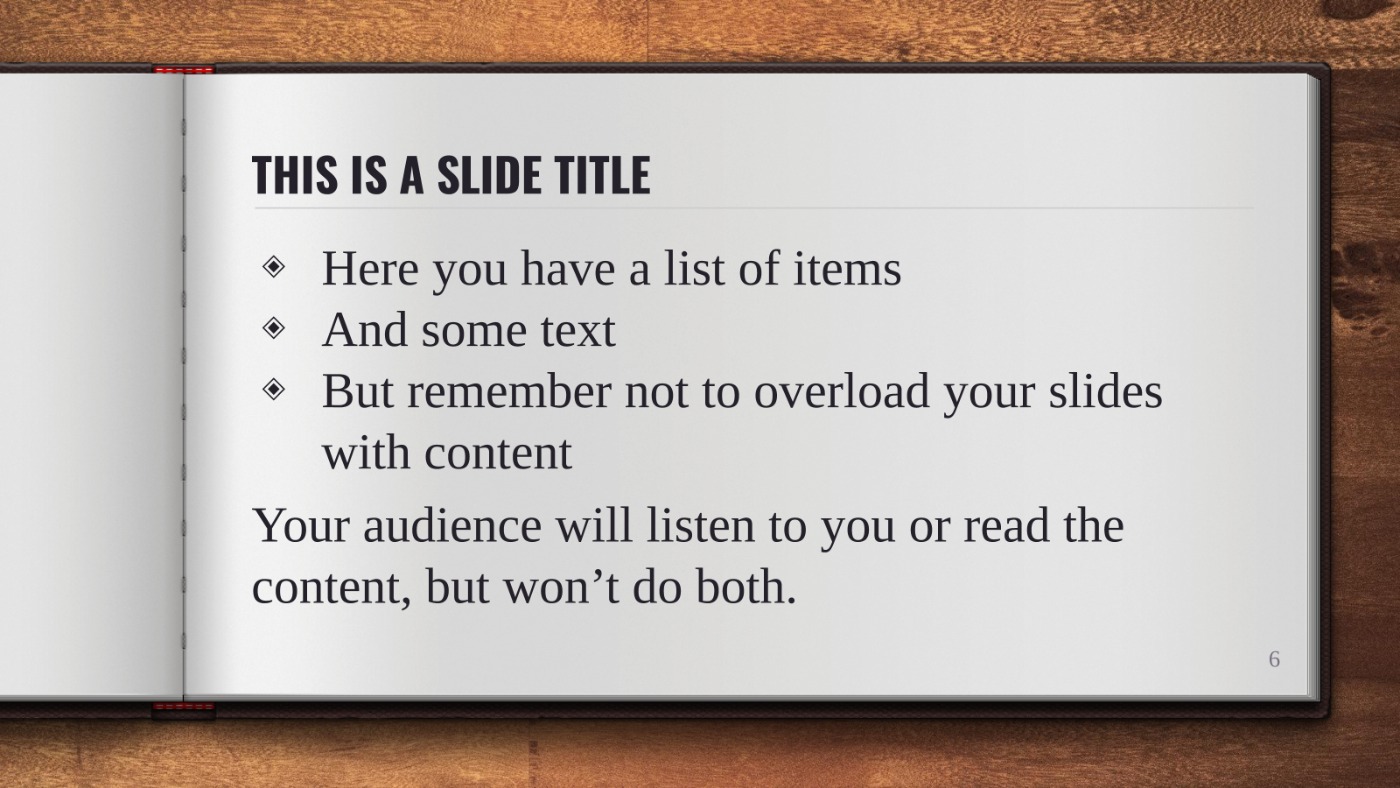 THIS IS A SLIDE TITLE
◈ Here you have a list of items
◈ And some text
◈ But remember not to overload your slides
with content
Your audience will listen to you or read the
content, but won’t do both.
6